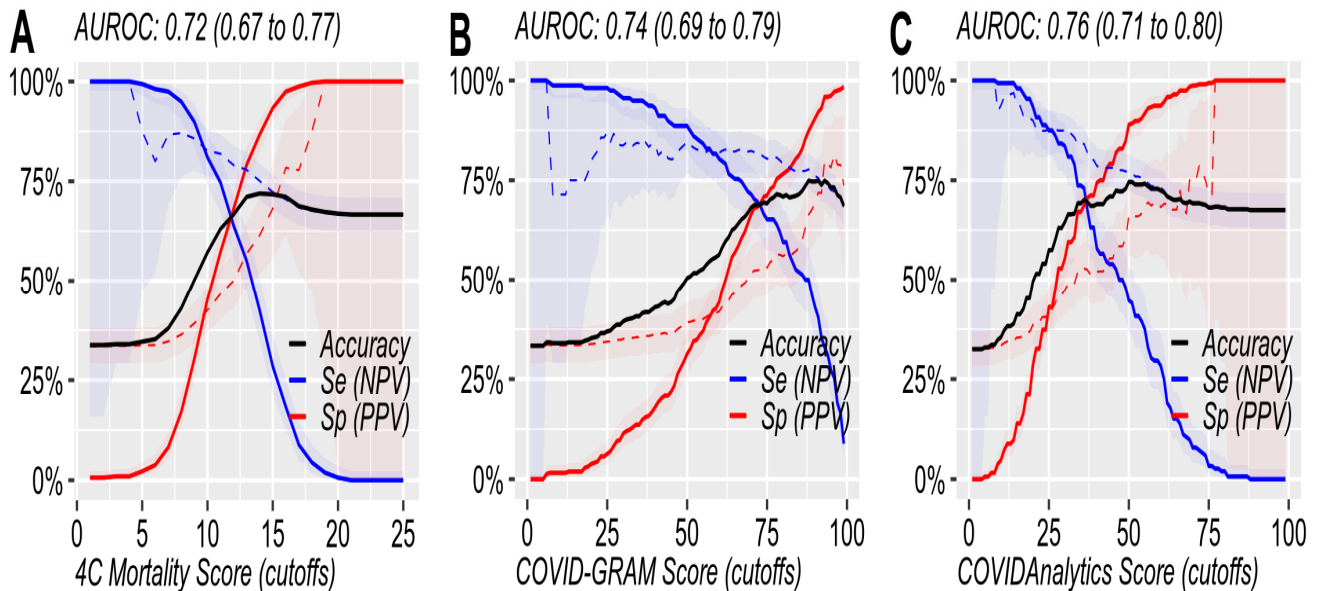 A
AUROC: 0.72 (0.67 to 0.77)
100%
75%
50%
25%
0%
Accuracy
Se (NPV)
Sp (PPV)
0 5 10 15 20 25
4C Mortality Score (cutoffs)
B
AUROC: 0.74 (0.69 to 0.79)
100%
75%
50%
25%
0%
Accuracy
Se (NPV)
Sp (PPV)
0 25 50 75 100
COVID-GRAM Score (cutoffs)
C
AUROC: 0.76 (0.71 to 0.80)
100%
75%
50%
25%
0%
Accuracy
Se (NPV)
Sp (PPV)
0 25 50 75 100
COVIDAnalytics Score (cutoffs)